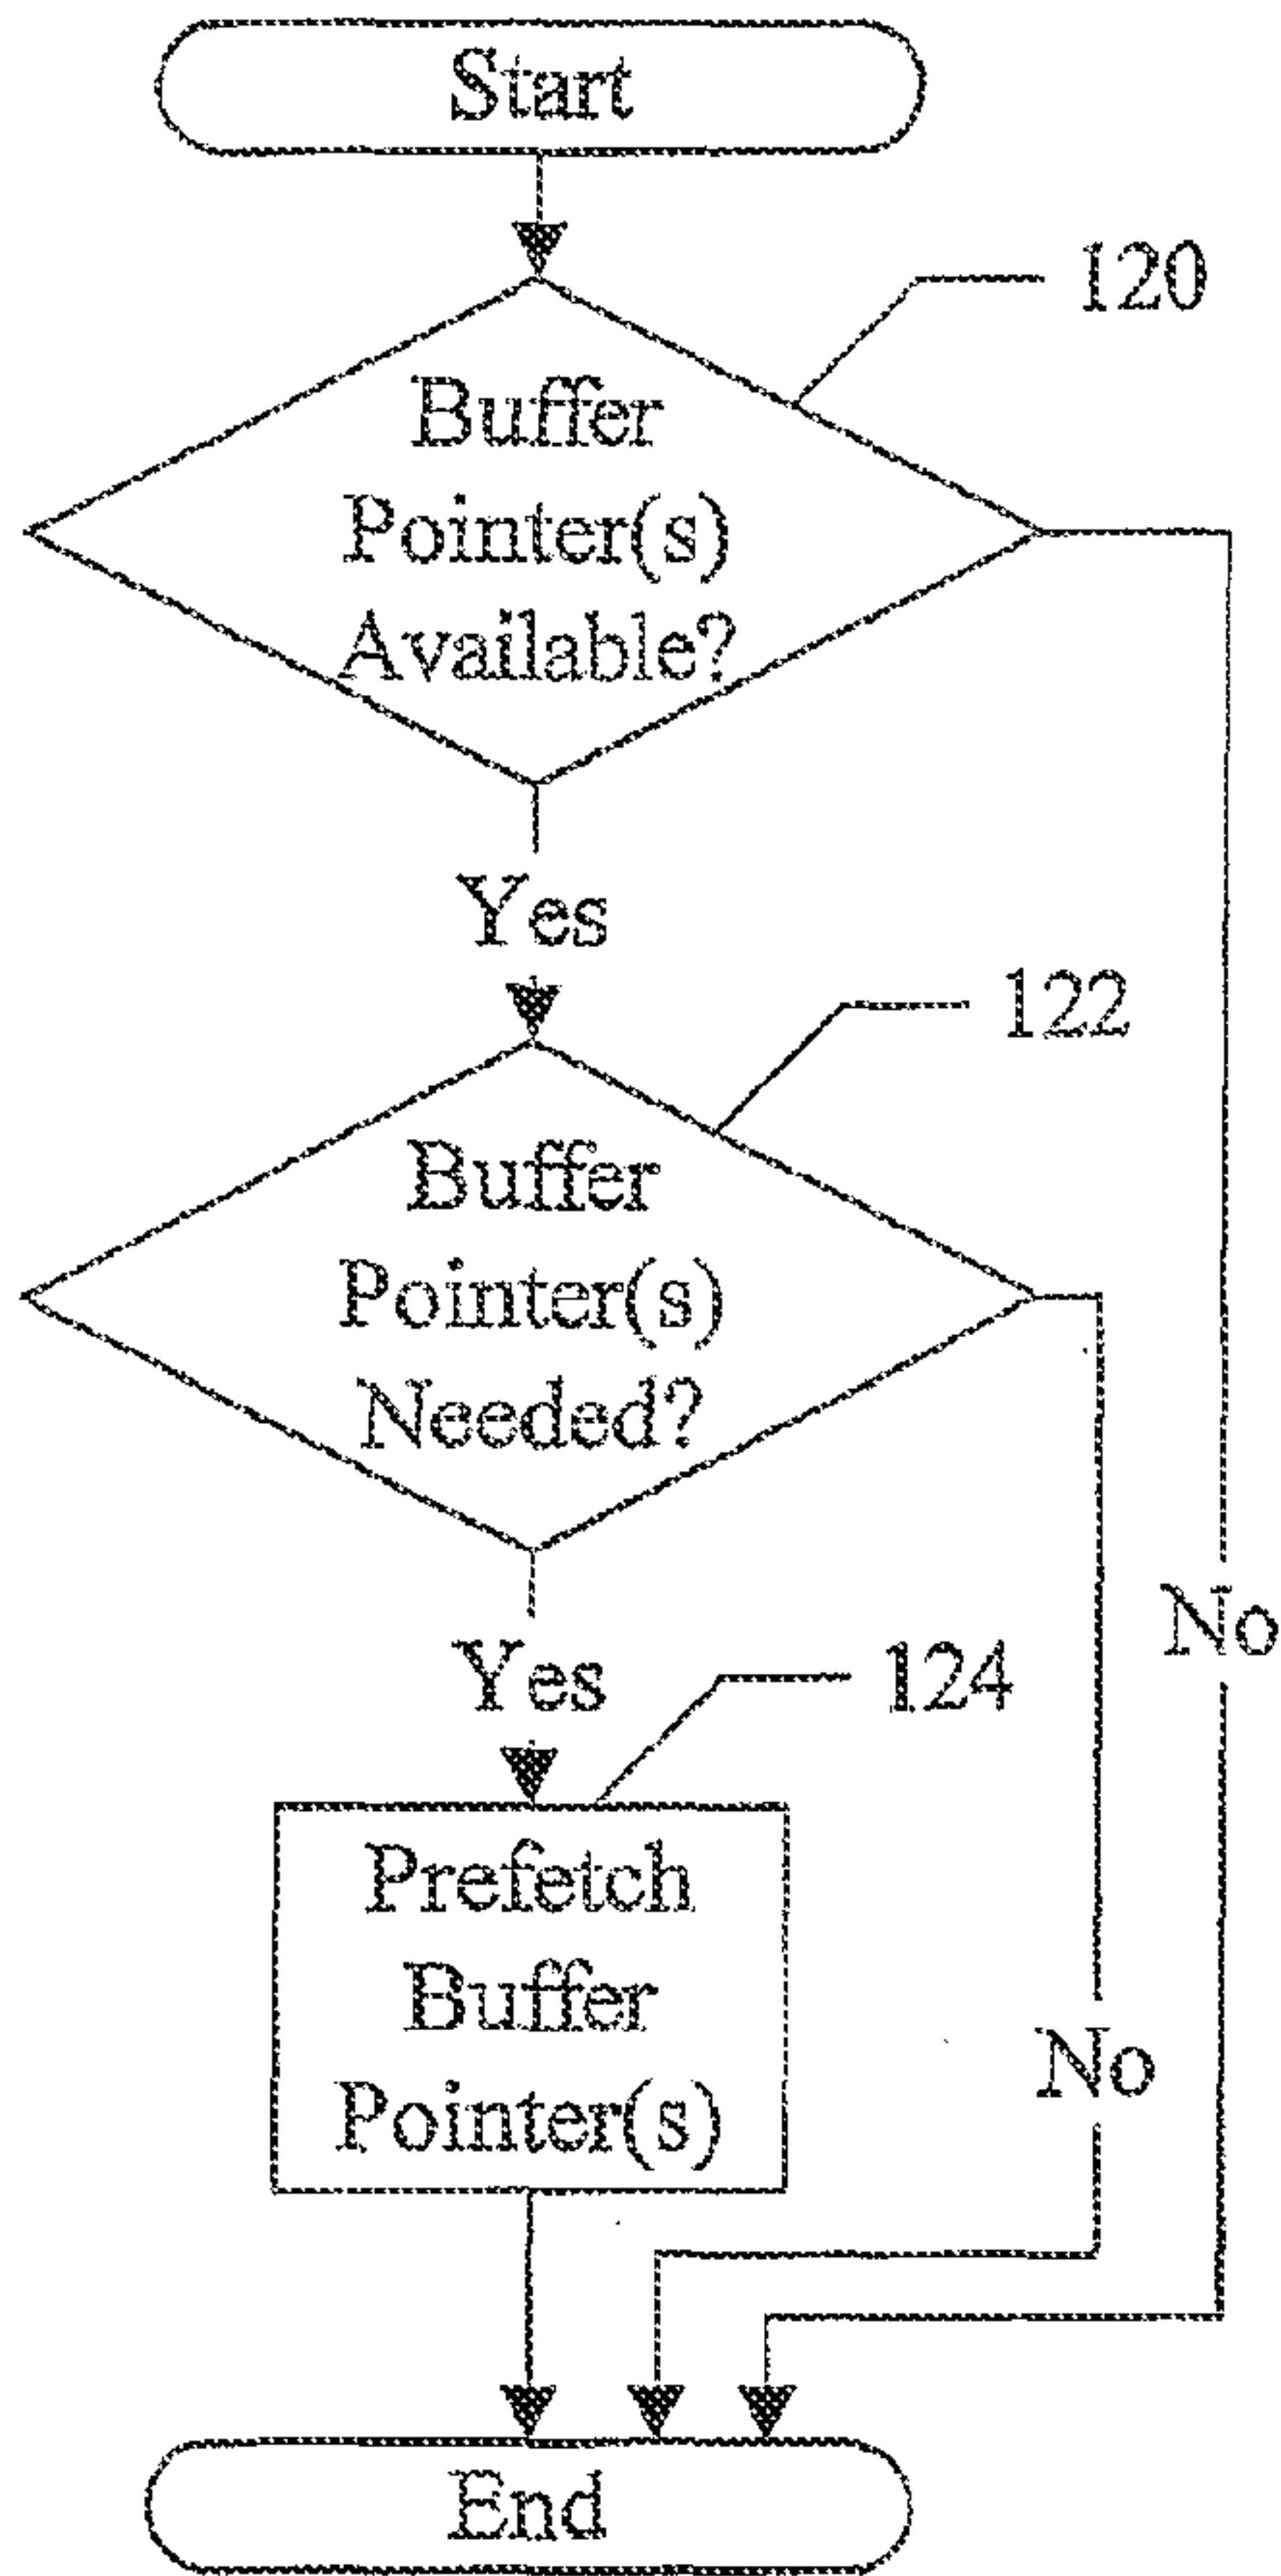 Start
120
Buffer
Pointer(s)
Available?
Yes
122
Buffer
Pointer(s)
Needed?
No
Yes
124
Prefetch
Buffer
Pointer(s)
No
End